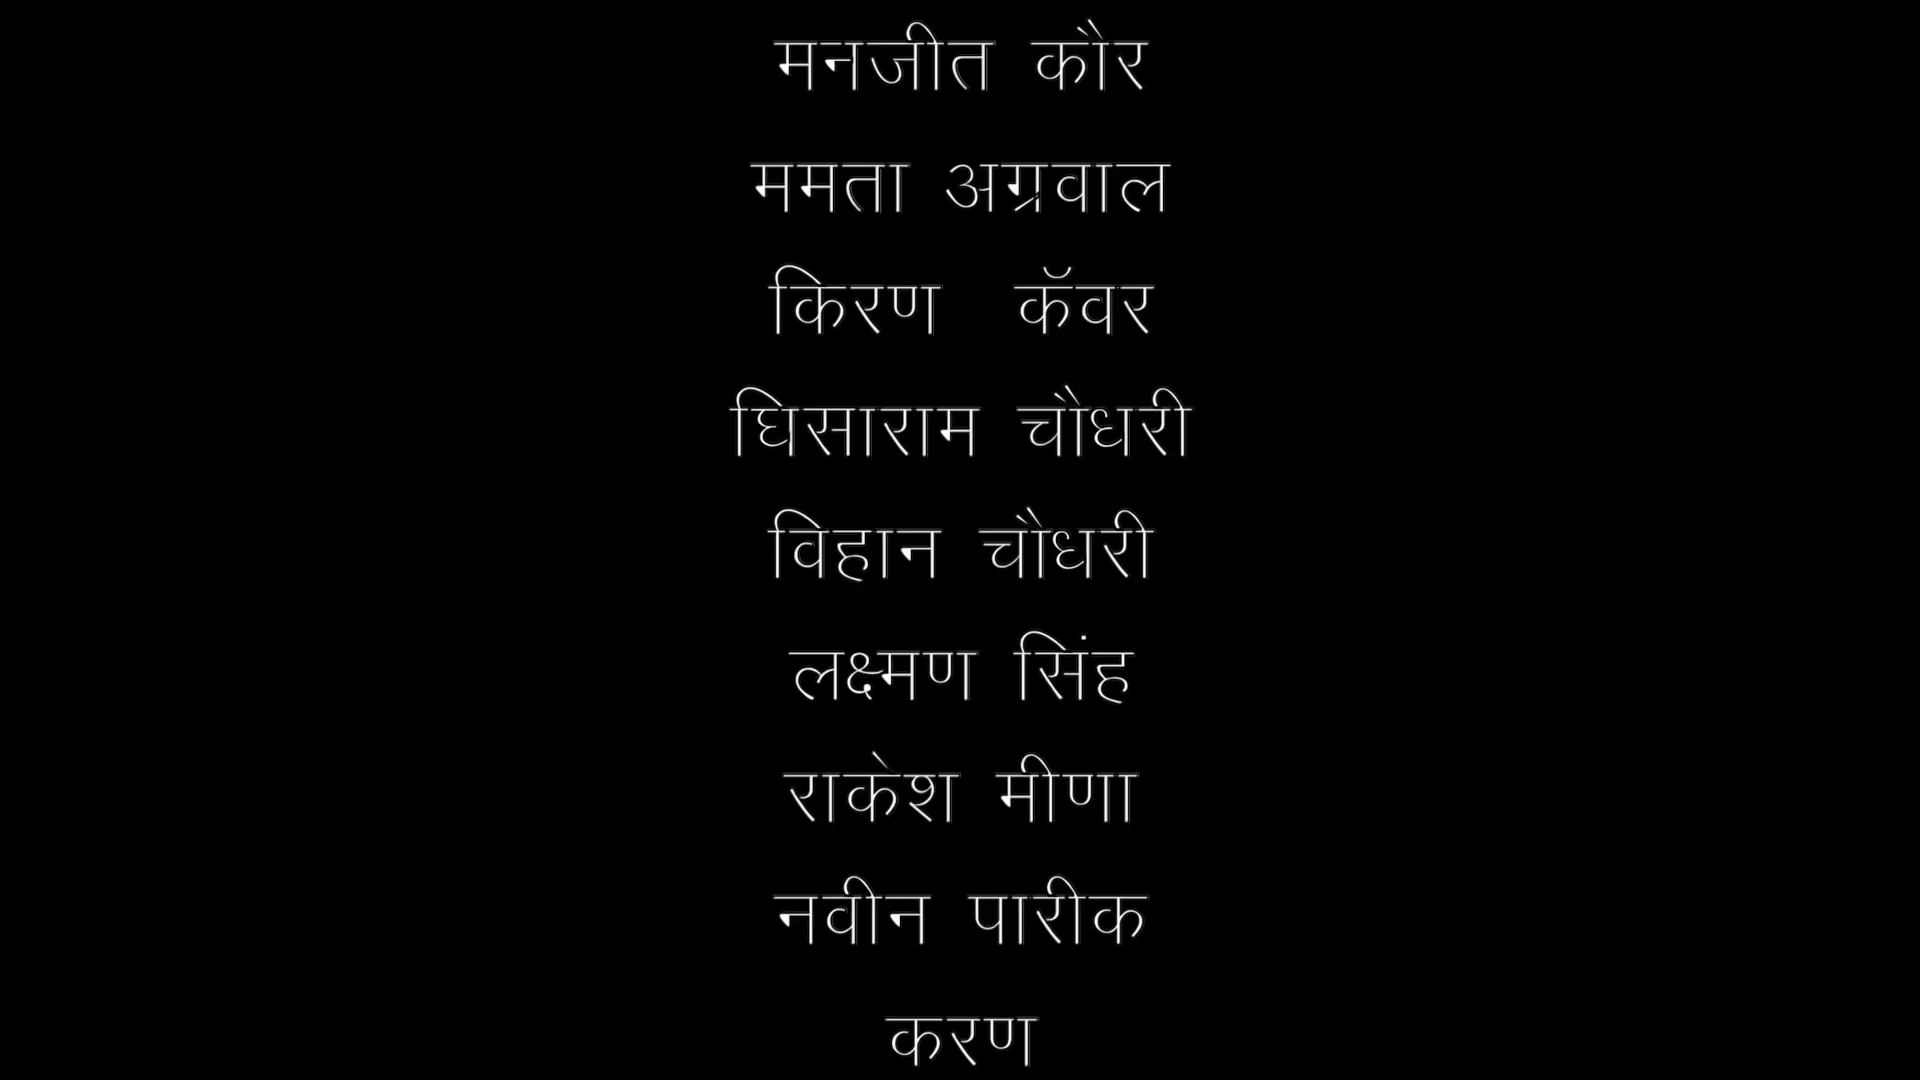 मनजीत कौर
ममता अग्रवाल
किरण कॅवर
घिसाराम चौधरी
विहान चौधरी
लक्ष्मण सिंह
राकेश मीणा
नवीन पारीक
करण